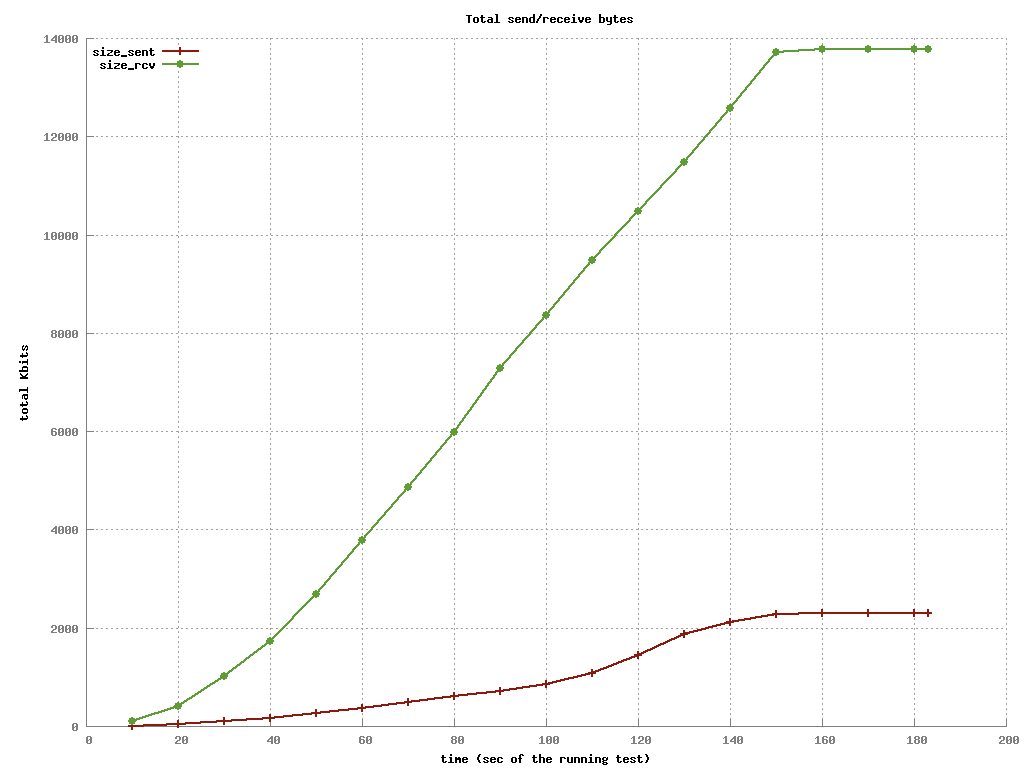 Total send/receive bytes
size_sent
size_rcv
14000
12000
10000
8000
6000
4000
2000
0
total Kbits
0 20 40 60 80 100 120 140 160 180 200
time (sec of the running test)